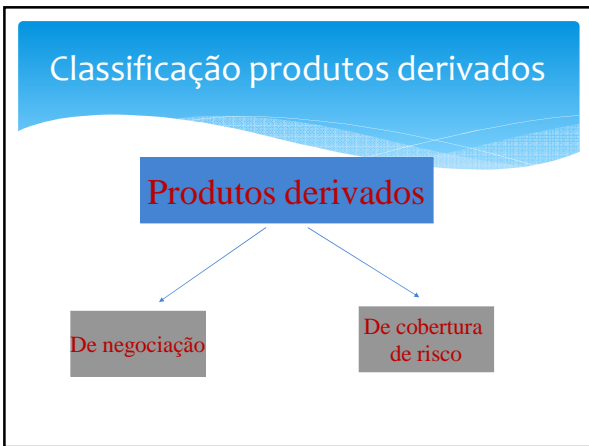 Classificação produtos derivados
Produtos derivados
De negociação
De cobertura
de risco